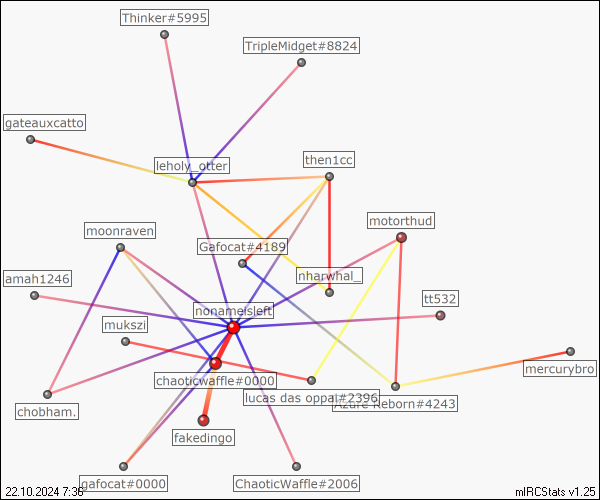 Thinker#5995
TripleMidget#8824
gateauxcatto
then1cc
leholy_otter
motorthud
moonraven
Gafocat#4189
amah1246
nharwhal_
tt532
nonameisleft
mukszi
mercurybro
chaoticwaffle#0000
lucas das oppai#2396
Azure Reborn#4243
chobham.
fakedingo
gafocat#0000
ChaoticWaffle#2006
22.10.2024 7:36
mIRCStats v1.25